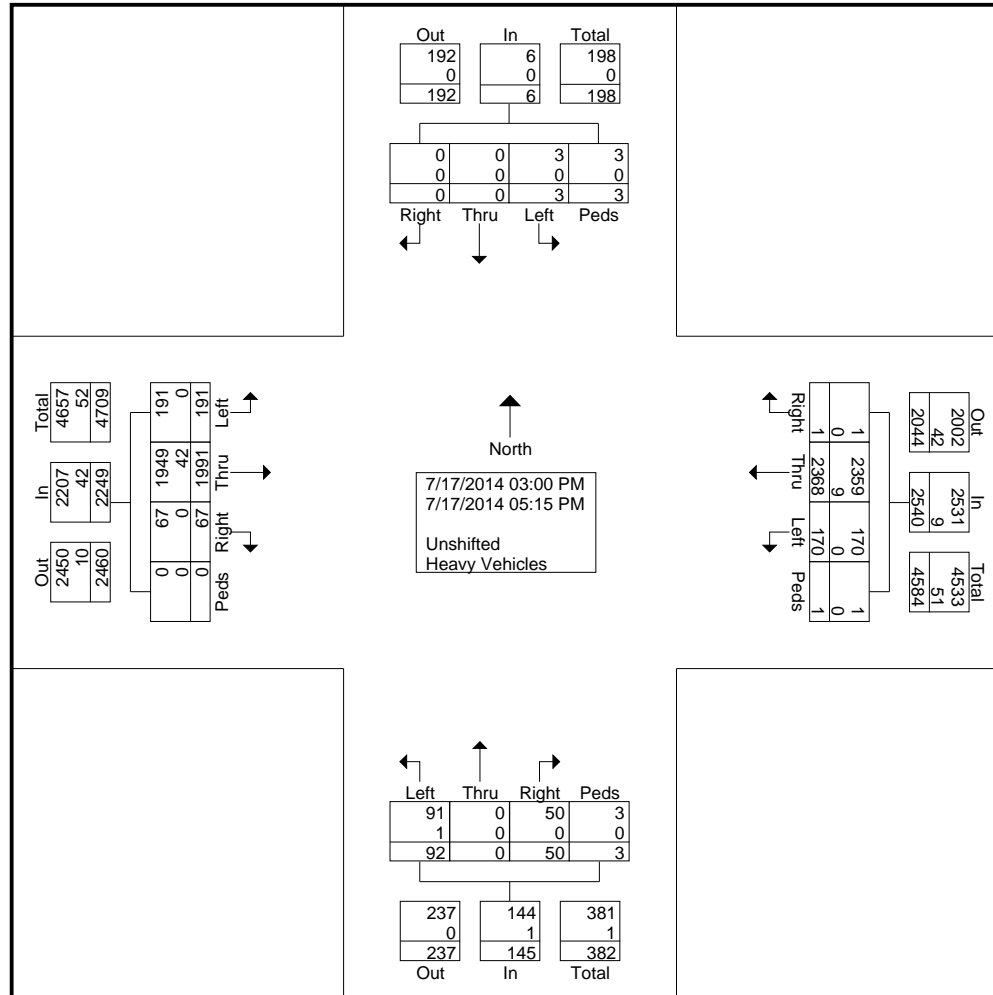 Out In Total
192 6 198
0 0 0
192 6 198
0 0 3 3
0 0 0 0
0 0 3 3
Right Thru Left Peds
Total
4657
52
4709
In
2207
42
2249
Out
2450
10
2460
191
0
191
Left
1949
42
1991
Thru
67
0
67
Right
0
0
0
Peds
North
7/17/2014 03:00 PM
7/17/2014 05:15 PM
Unshifted
Heavy Vehicles
Right
1
0
1
Thru
2359
9
2368
Left
170
0
170
Peds
1
0
1
Out
2002
42
2044
In
2531
9
2540
Total
4533
51
4584
Left Thru Right Peds
91 0 50 3
1 0 0 0
92 0 50 3
237 144 381
0 1 1
237 145 382
Out In Total